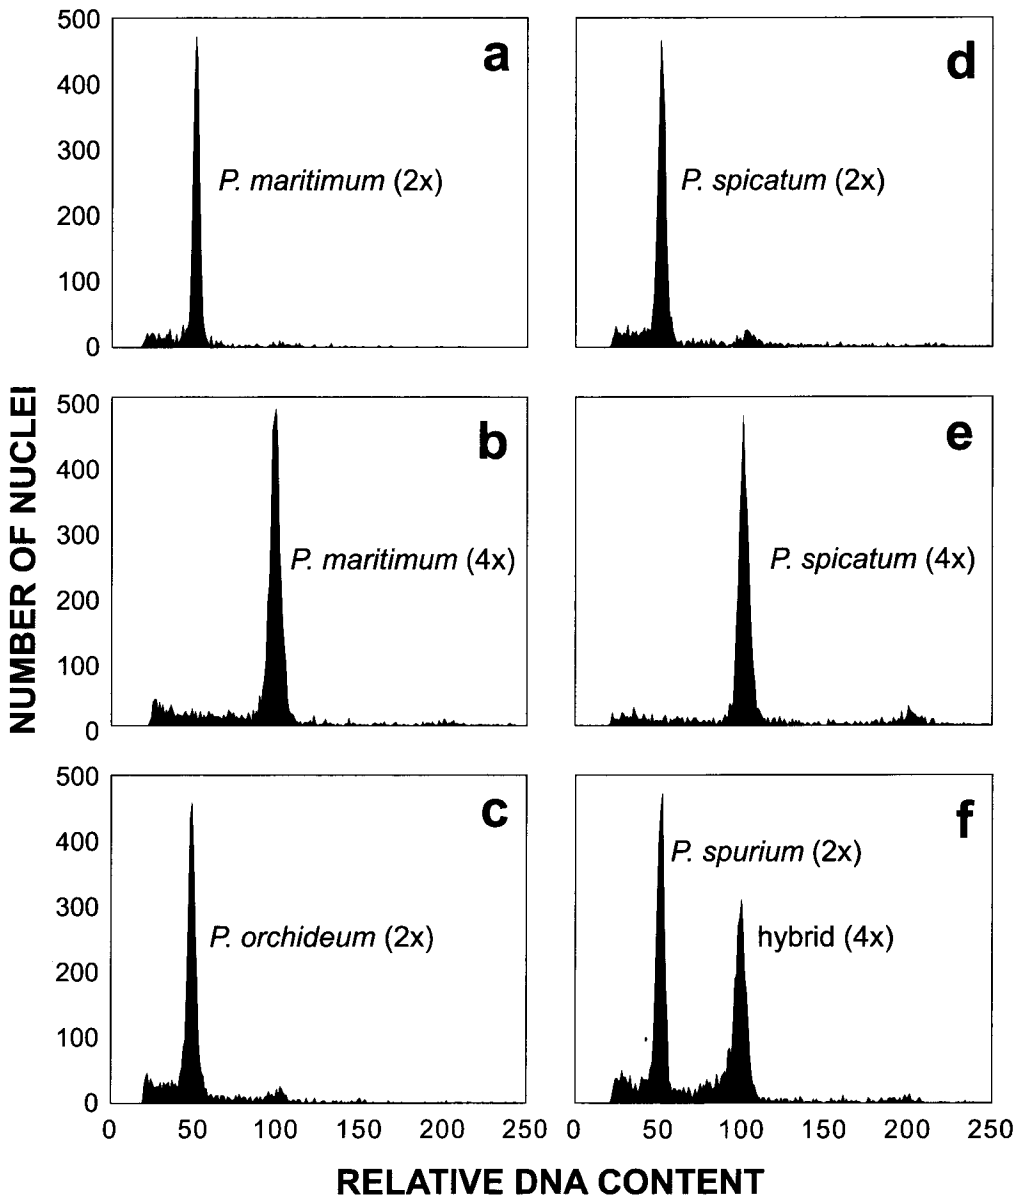 NUMBER OF NUCLEI
500
400
300
200
100
0
a
P. maritimum (2x)
d
P. spicatum (2x)
500
400
300
200
100
0
b
P. maritimum (4x)
e
P. spicatum (4x)
500
400
300
200
100
0
c
P. orchideum (2x)
f
P. spurium (2x)
hybrid (4x)
0 50 100 150 200 250
0 50 100 150 200 250
RELATIVE DNA CONTENT